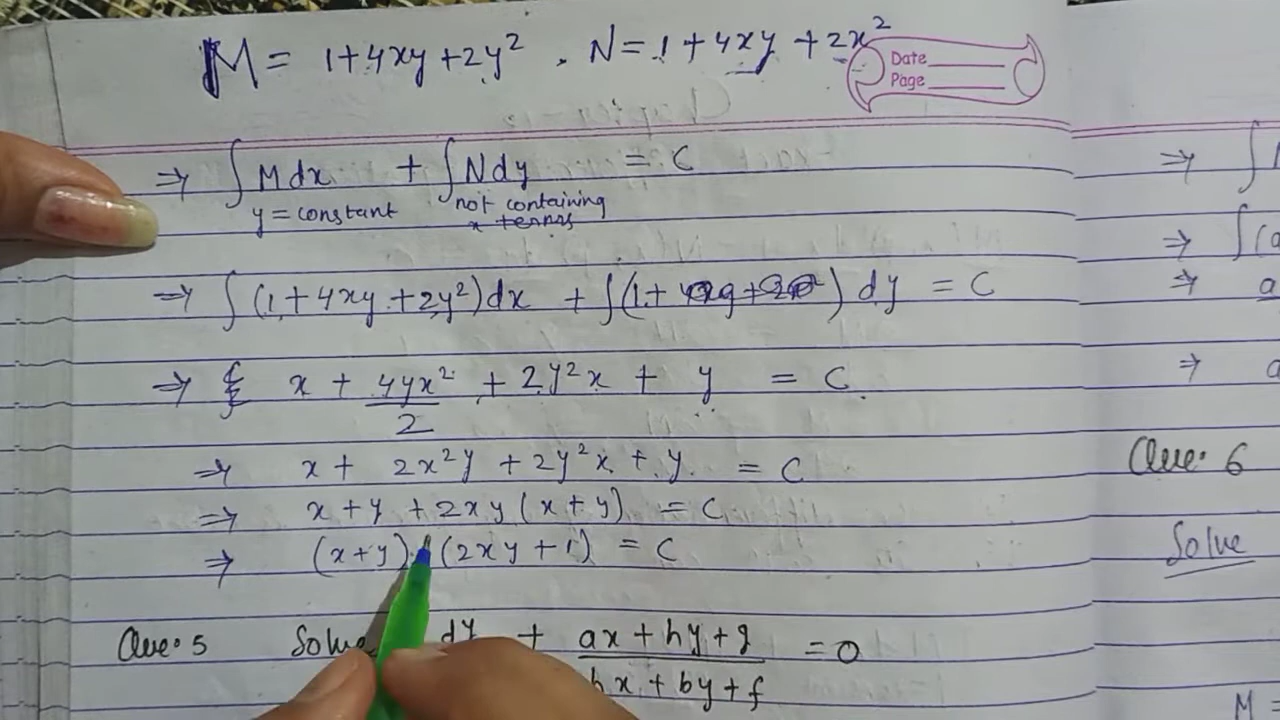 M = 1+4xy+2y² . N = 1+4xy+2x²
Date
Page
⇒ ∫Mdx + ∫Ndy = C
y = constant not containing x terms
⇒ ∫(1+4xy+2y²)dx + ∫(1+ ) dy = C
⇒ x + 4yx²/2 + 2y²x + y = C
⇒ x + 2x²y + 2y²x + y = C
⇒ x+y+2xy(x+y) = C
⇒ (x+y) (2xy+1) = C
Que. 5 Solve dy + ax+hy+g/hx+by+f = 0
⇒ ∫
⇒ ∫(a
⇒ a
⇒ a
Que. 6
Solve
M =